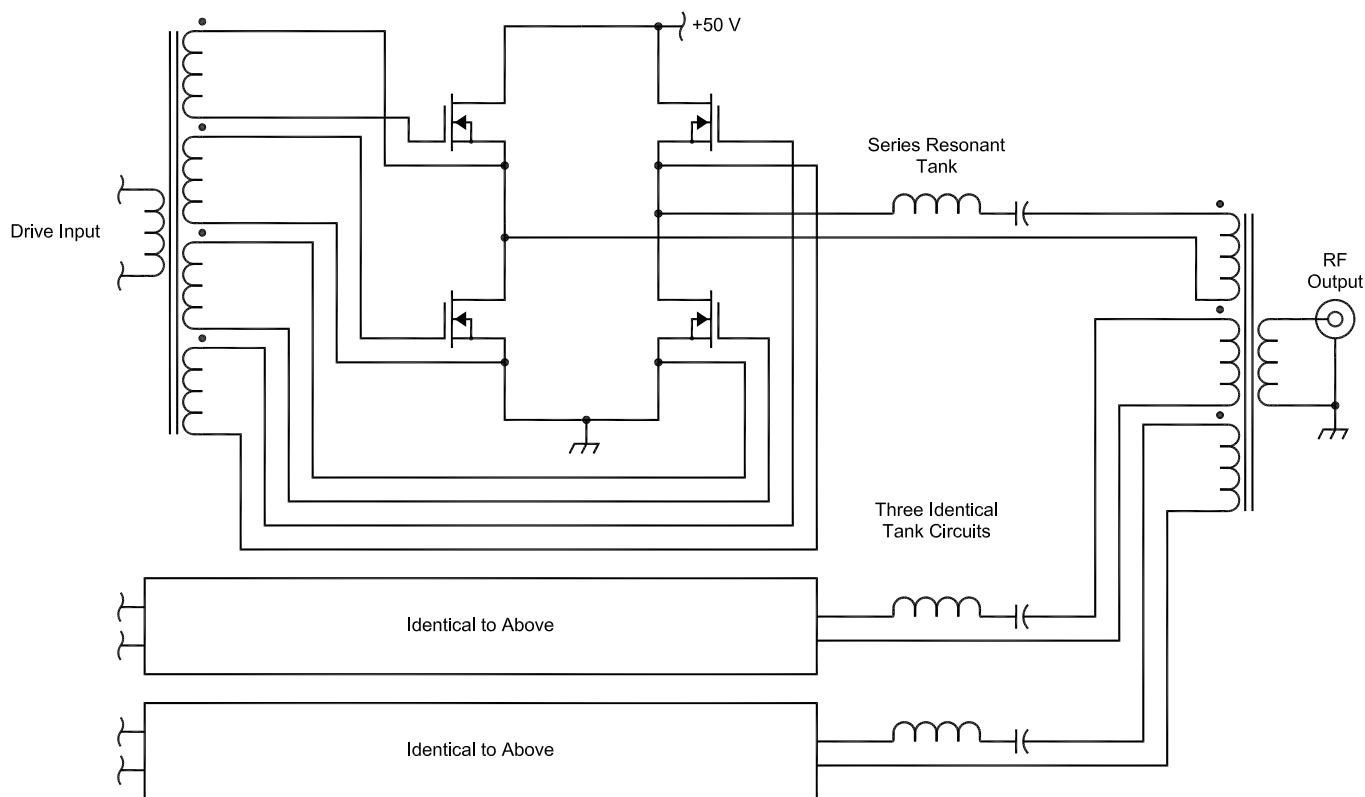 +50 V
Series Resonant
Tank
Drive Input
RF
Output
Three Identical
Tank Circuits
Identical to Above
Identical to Above